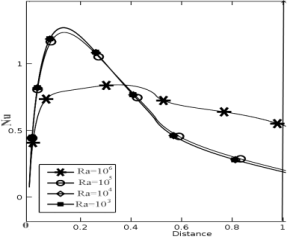 Nu
1
0.5
0
Ra=10⁶
Ra=10⁵
Ra=10⁴
Ra=10³
0 0.2 0.4 0.6 0.8 1
Distance